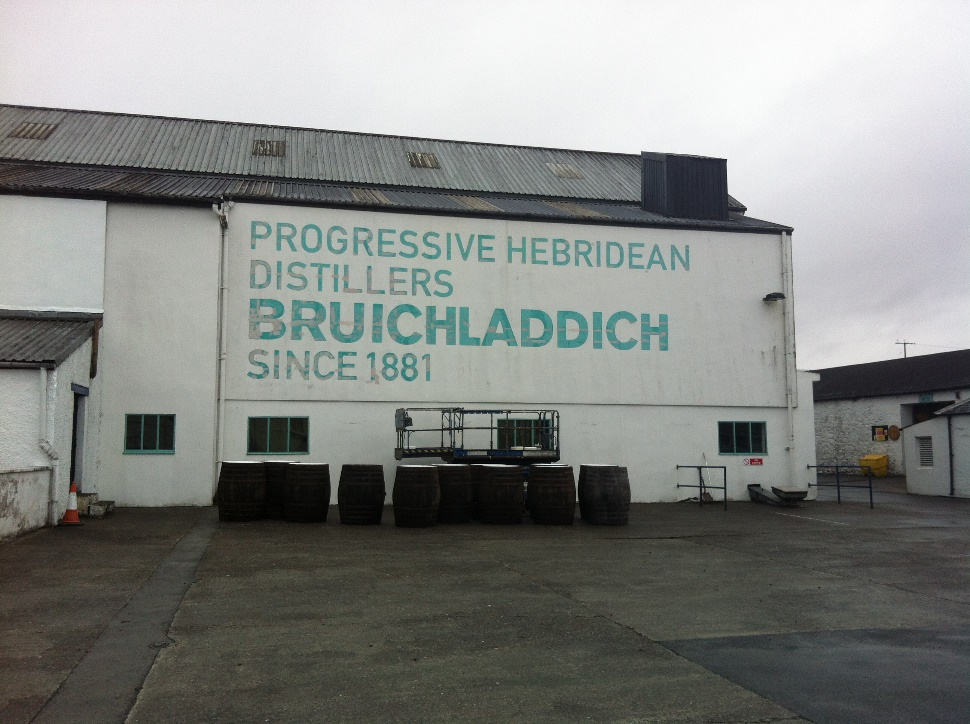 PROGRESSIVE HEBRIDEAN
DISTILLERS
BRUICHLADDICH
SINCE 1881